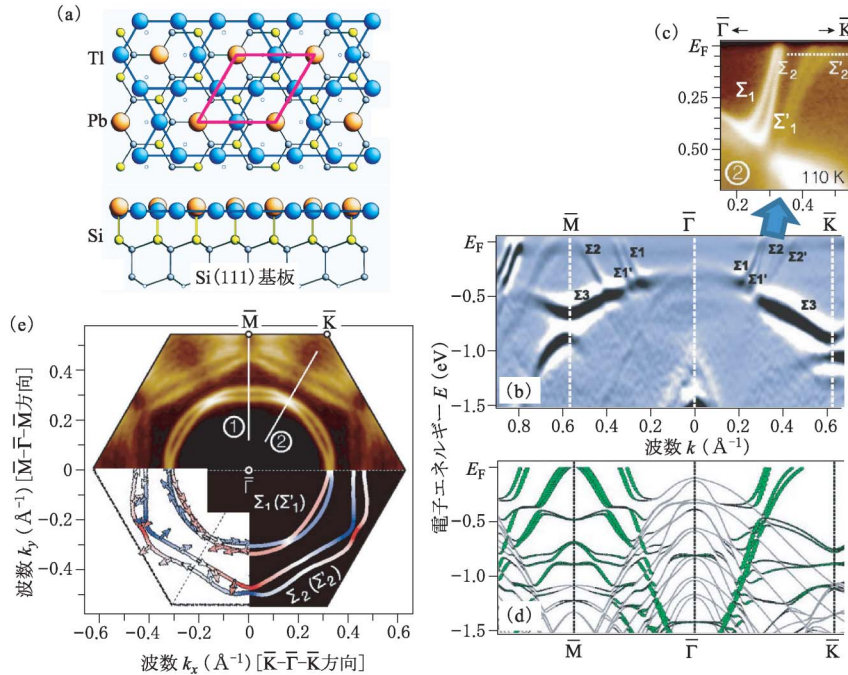 (a)
Tl
Pb
Si
Si(111)基板
(c)
Γ̄
K̄
E_F
0.25
0.50
Σ₁
Σ₂
Σ'₂
Σ'₁
②
110 K
0.2
0.4
M̄
Γ̄
K̄
E_F
−0.5
−1.0
−1.5
Σ2
Σ1
Σ1'
Σ3
Σ1
Σ1'
Σ2
Σ2'
Σ3
(b)
0.8
0.6
0.4
0.2
0
0.2
0.4
0.6
波数 k (Å⁻¹)
電子エネルギー E (eV)
E_F
−0.5
−1.0
−1.5
(d)
M̄
Γ̄
K̄
(e)
M̄
K̄
①
②
Γ̄
Σ₁(Σ'₁)
Σ₂(Σ'₂)
0.4
0.2
0
−0.2
−0.4
波数 k_y (Å⁻¹) [M̄–Γ̄–M̄方向]
−0.6
−0.4
−0.2
0
0.2
0.4
0.6
波数 k_x (Å⁻¹) [K̄–Γ̄–K̄方向]